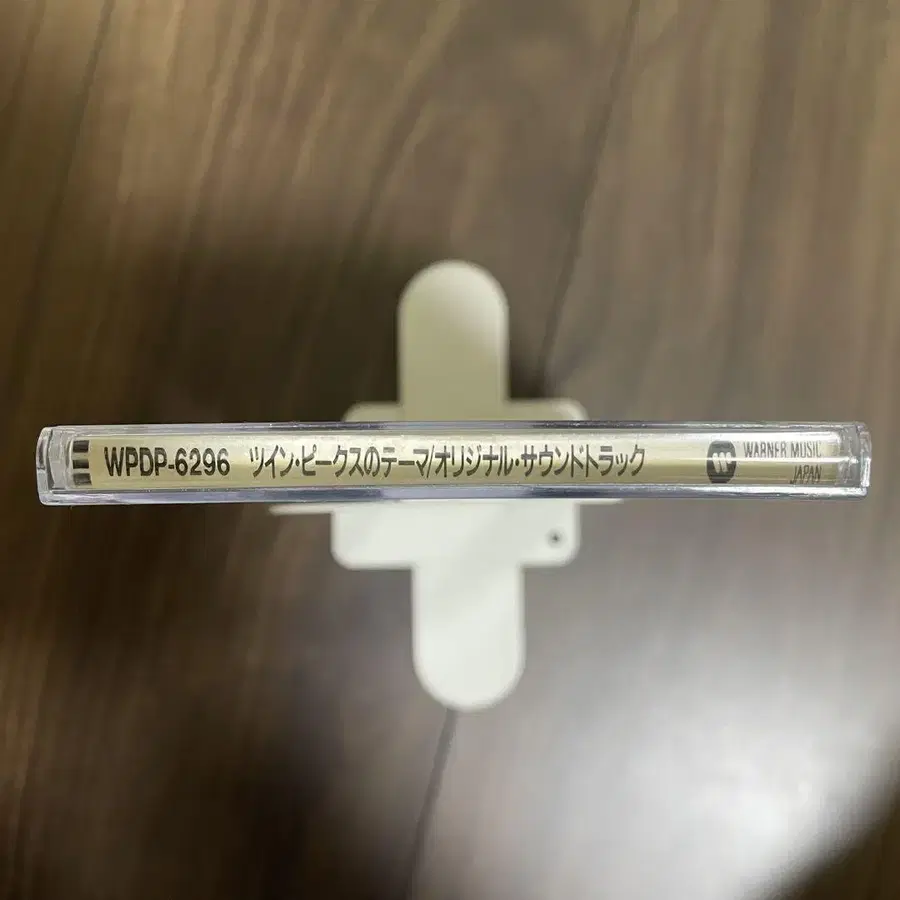 WPDP-6296 ツイン・ピークスのテーマ/オリジナル・サウンドトラック
WARNER MUSIC
JAPAN